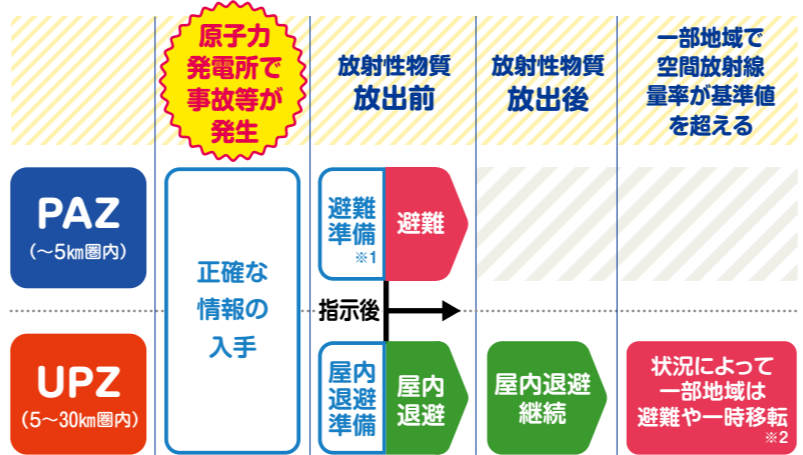 原子力
発電所で
事故等が
発生
放射性物質
放出前
放射性物質
放出後
一部地域で
空間放射線
量率が基準値
を超える
PAZ
（～5㎞圏内）
正確な
情報の
入手
避難
準備
※1
避難
指示後
UPZ
（5～30㎞圏内）
屋内
退避
準備
屋内
退避
屋内退避
継続
状況によって
一部地域は
避難や一時移転
※2